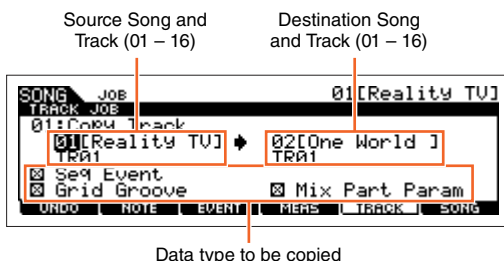 Source Song and
Track (01 – 16)
Destination Song
and Track (01 – 16)
SONG JOB 01[Reality TV]
TRACK JOB
01:Copy Track
01[Reality TV] 02[One World ]
TR01 TR01
Seq Event
Grid Groove Mix Part Param
UNDO NOTE EVENT MEAS TRACK SONG
Data type to be copied